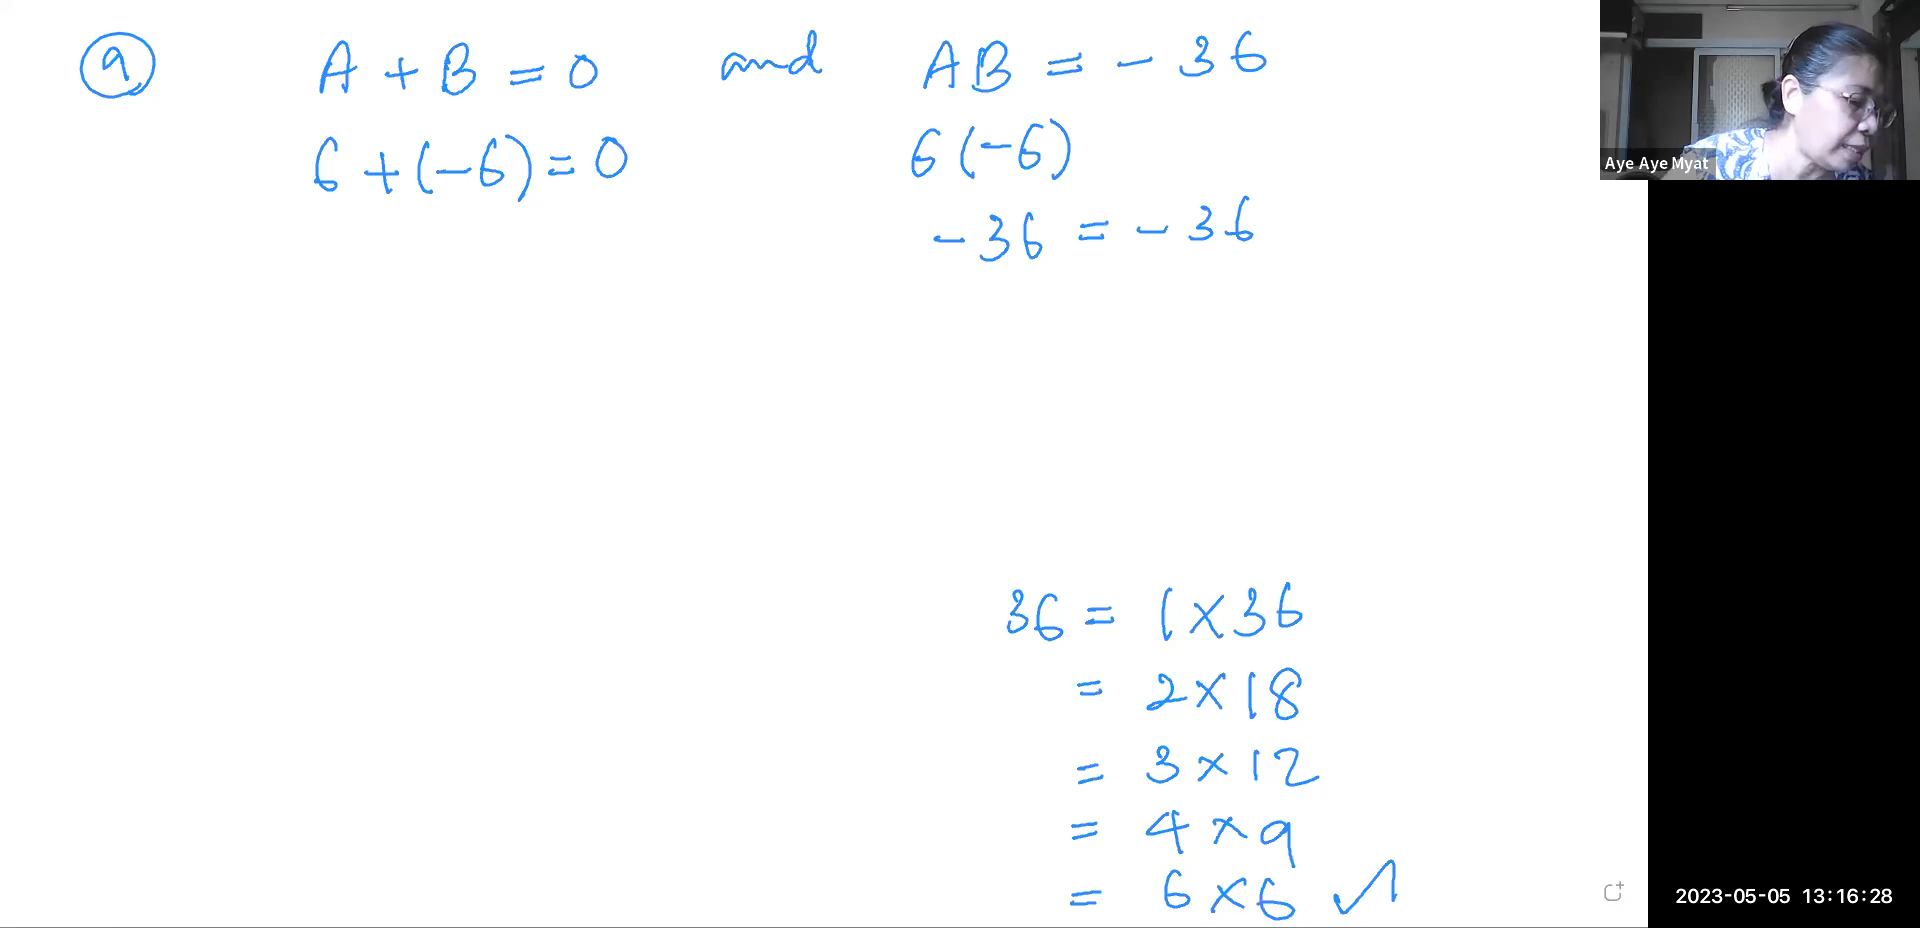 9 A + B = 0 and AB = - 36
6 + (-6) = 0 6 (-6)
- 36 = - 36
36 = 1 × 36
= 2 × 18
= 3 × 12
= 4 × 9
= 6 × 6 ✓
Aye Aye Myat
2023-05-05 13:16:28